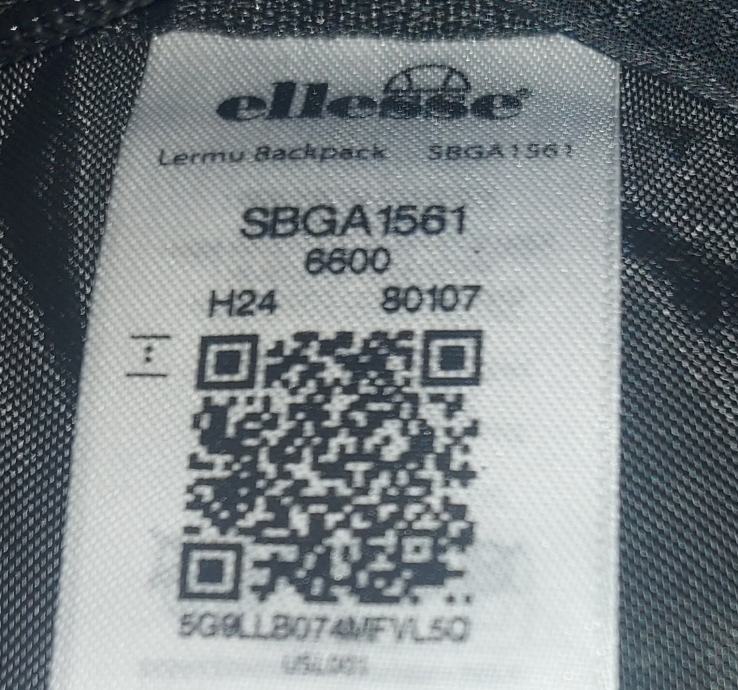 ellesse
Lermu Backpack SBGA1561
SBGA1561
6600
H24 80107
5G9LLB074MFVL5Q